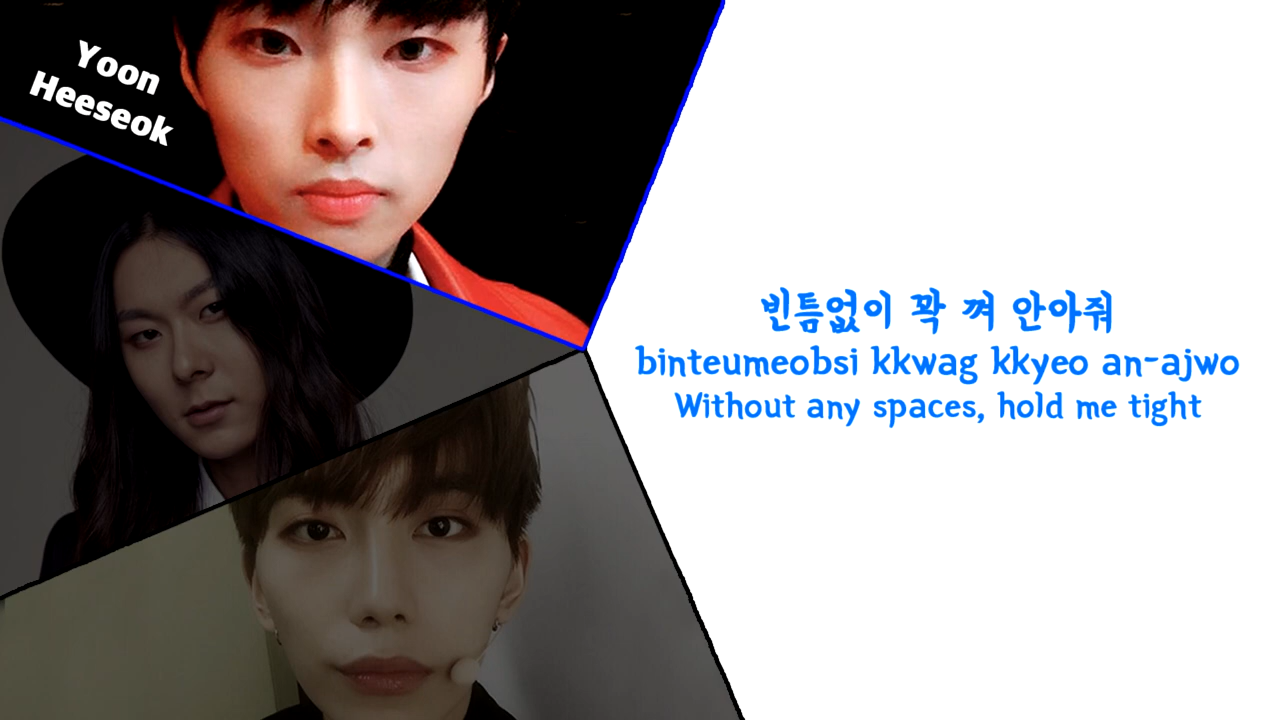 Yoon
Heeseok
빈틈없이 꽉 껴 안아줘
binteumeobsi kkwag kkyeo an-ajwo
Without any spaces, hold me tight